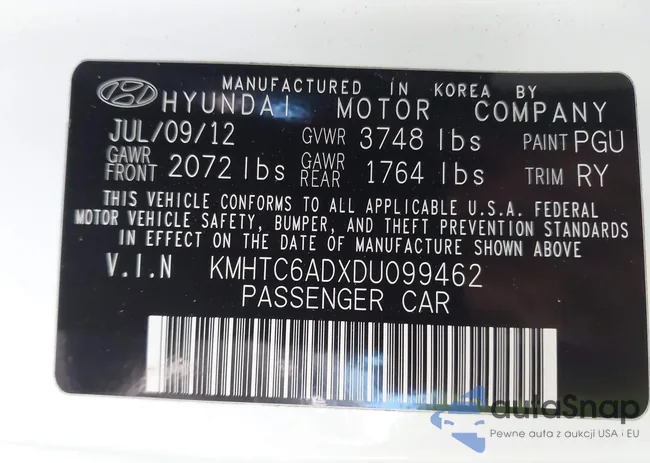 MANUFACTURED IN KOREA BY
HYUNDAI MOTOR COMPANY
JUL/09/12 GVWR 3748 lbs PAINT PGU
GAWR FRONT 2072 lbs GAWR REAR 1764 lbs TRIM RY
THIS VEHICLE CONFORMS TO ALL APPLICABLE U.S.A. FEDERAL
MOTOR VEHICLE SAFETY, BUMPER, AND THEFT PREVENTION STANDARDS
IN EFFECT ON THE DATE OF MANUFACTURE SHOWN ABOVE
V.I.N KMHTC6ADXDU099462
PASSENGER CAR
autoSnap
Pewne auta z aukcji USA i EU